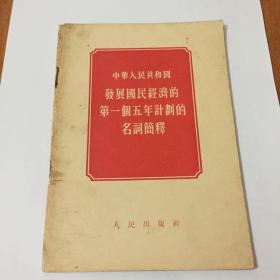 中華人民共和國
發展國民經濟的
第一個五年計劃的
名詞簡釋
人民出版社